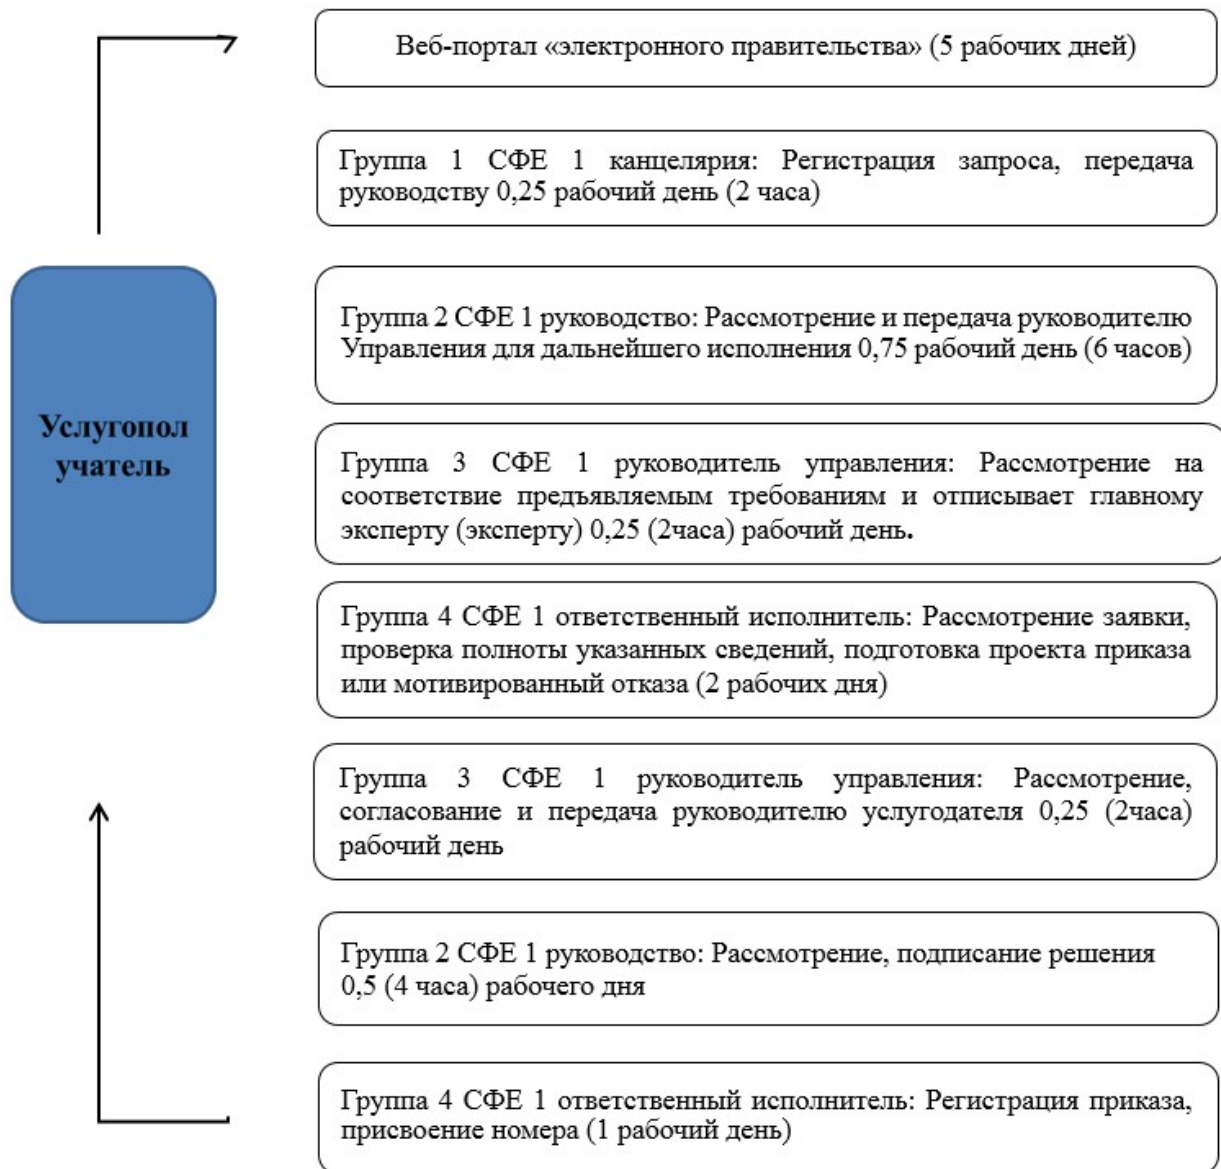 Веб-портал «электронного правительства» (5 рабочих дней)
Группа 1 СФЕ 1 канцелярия: Регистрация запроса, передача
руководству 0,25 рабочий день (2 часа)
Группа 2 СФЕ 1 руководство: Рассмотрение и передача руководителю
Управления для дальнейшего исполнения 0,75 рабочий день (6 часов)
Услугопол
учатель
Группа 3 СФЕ 1 руководитель управления: Рассмотрение на
соответствие предъявляемым требованиям и отписывает главному
эксперту (эксперту) 0,25 (2часа) рабочий день.
Группа 4 СФЕ 1 ответственный исполнитель: Рассмотрение заявки,
проверка полноты указанных сведений, подготовка проекта приказа
или мотивированный отказа (2 рабочих дня)
Группа 3 СФЕ 1 руководитель управления: Рассмотрение,
согласование и передача руководителю услугодателя 0,25 (2часа)
рабочий день
Группа 2 СФЕ 1 руководство: Рассмотрение, подписание решения
0,5 (4 часа) рабочего дня
Группа 4 СФЕ 1 ответственный исполнитель: Регистрация приказа,
присвоение номера (1 рабочий день)